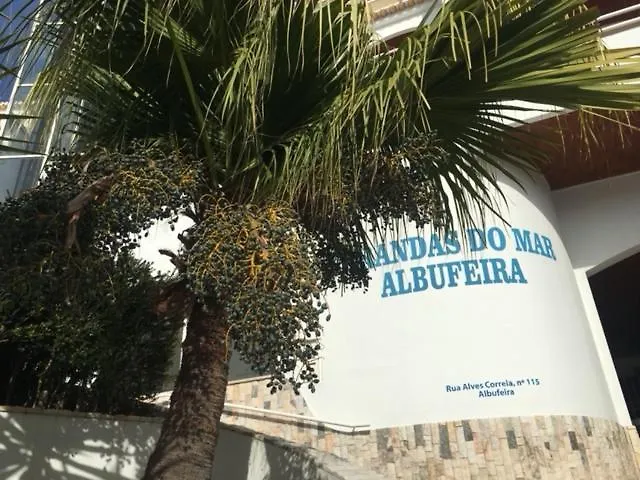 ANDAS DO MAR
ALBUFEIRA
Rua Alves Correia, nº 115
Albufeira